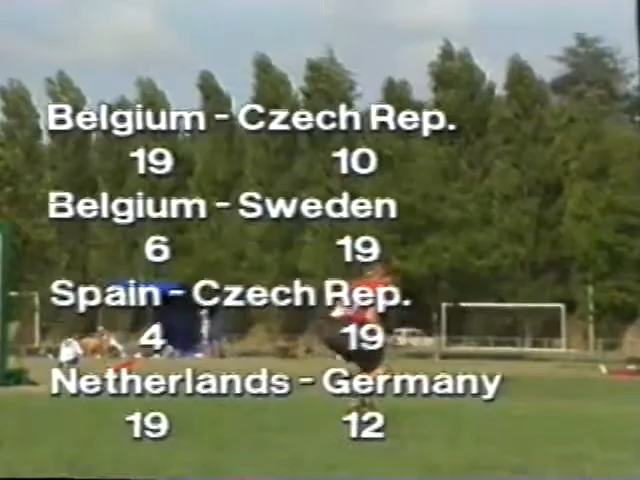 Belgium - Czech Rep.
19 10
Belgium - Sweden
6 19
Spain - Czech Rep.
4 19
Netherlands - Germany
19 12